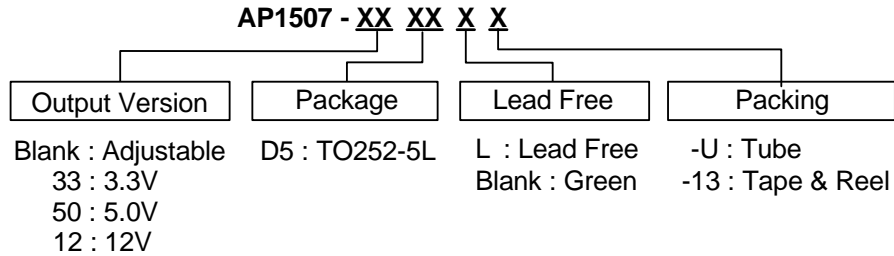 AP1507 - XX XX X X
Output Version Package Lead Free Packing
Blank : Adjustable D5 : TO252-5L L : Lead Free -U : Tube
33 : 3.3V Blank : Green -13 : Tape & Reel
50 : 5.0V
12 : 12V